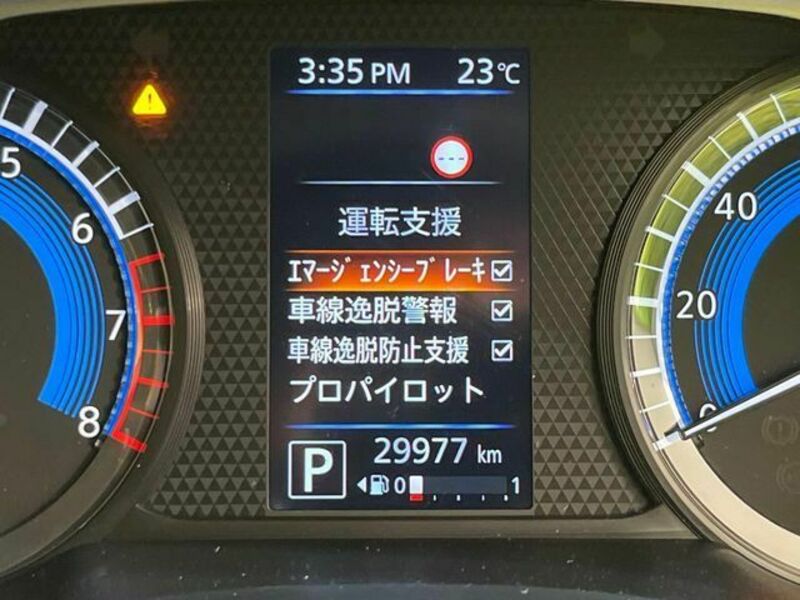 3:35 PM 23℃
---
運転支援
ｴﾏｰｼﾞｪﾝｼｰﾌﾞﾚｰｷ
車線逸脱警報
車線逸脱防止支援
プロパイロット
P 29977 km
0 1
5
6
7
8
40
20
0